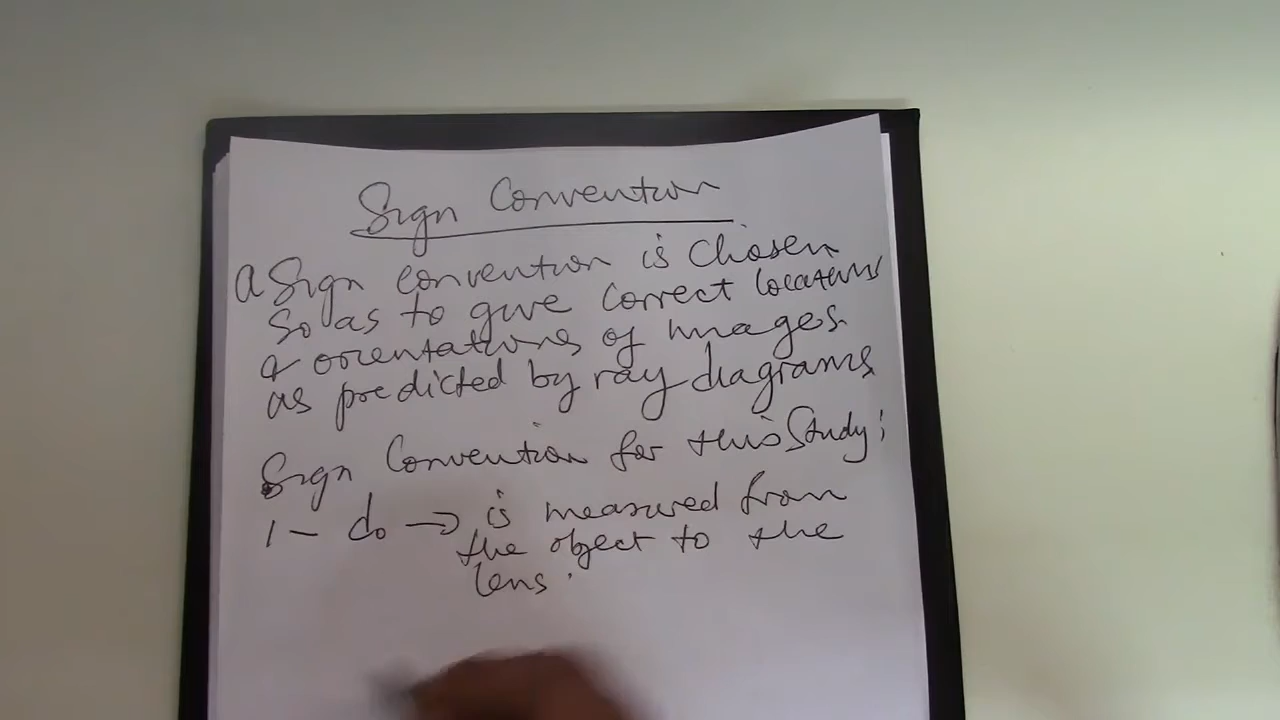 Sign Convention
A Sign convention is chosen
so as to give correct locations
& orientations of images
as predicted by ray diagrams
Sign Convention for this Study;
1 - do → is measured from
the object to the
lens.